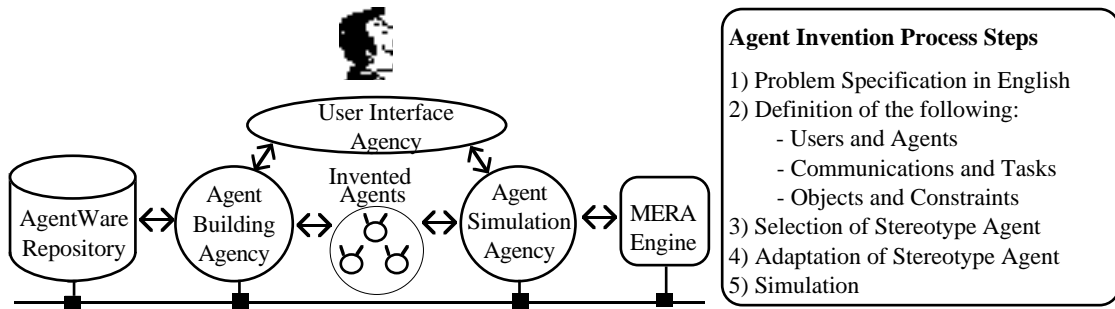 User Interface
Agency
AgentWare
Repository
Agent
Building
Agency
Invented
Agents
Agent
Simulation
Agency
MERA
Engine
Agent Invention Process Steps
1) Problem Specification in English
2) Definition of the following:
- Users and Agents
- Communications and Tasks
- Objects and Constraints
3) Selection of Stereotype Agent
4) Adaptation of Stereotype Agent
5) Simulation